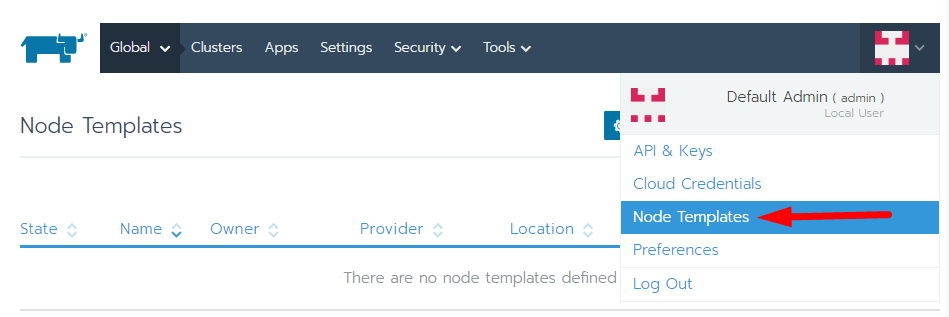 Global Clusters Apps Settings Security Tools
Default Admin ( admin )
Local User
Node Templates
API & Keys
Cloud Credentials
Node Templates
Preferences
Log Out
State Name Owner Provider Location
There are no node templates defined